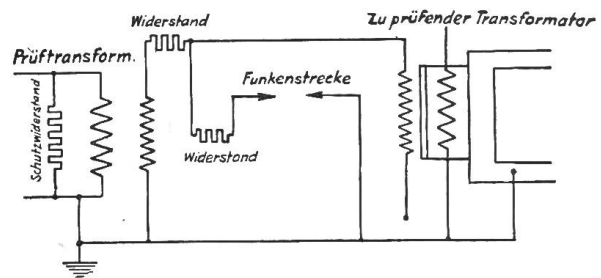 Widerstand
Zu prüfender Transformator
Prüftransform.
Funkenstrecke
Schutzwiderstand
Widerstand